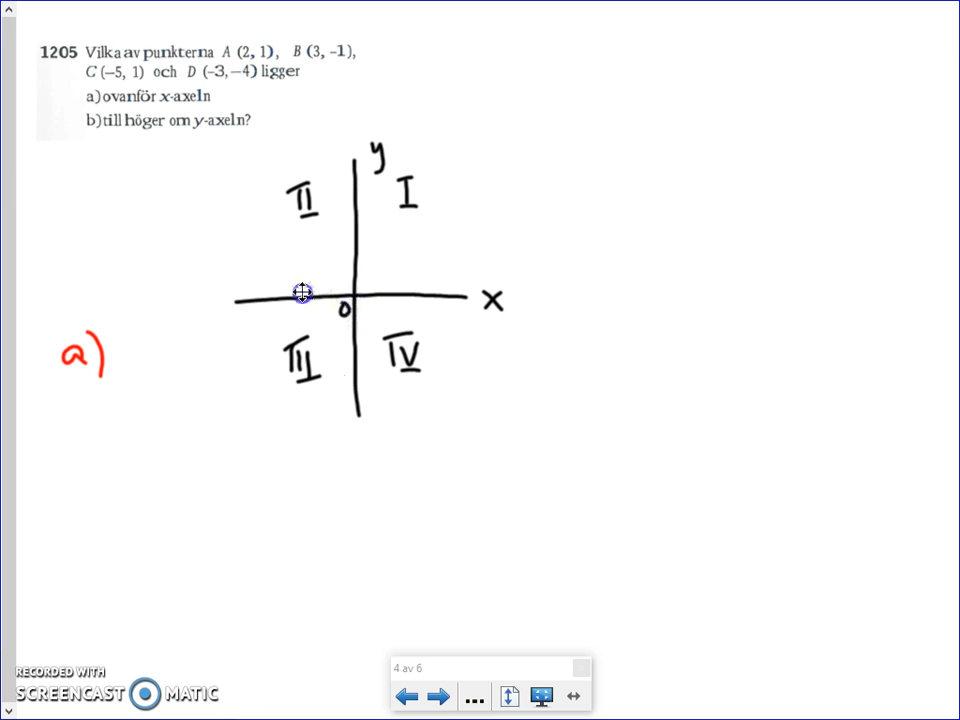 1205 Vilka av punkterna A (2, 1), B (3, -1),
C (-5, 1) och D (-3, -4) ligger
a) ovanför x-axeln
b) till höger om y-axeln?
y
II I
0 x
a) III IV
4 av 6
RECORDED WITH
SCREENCAST MATIC